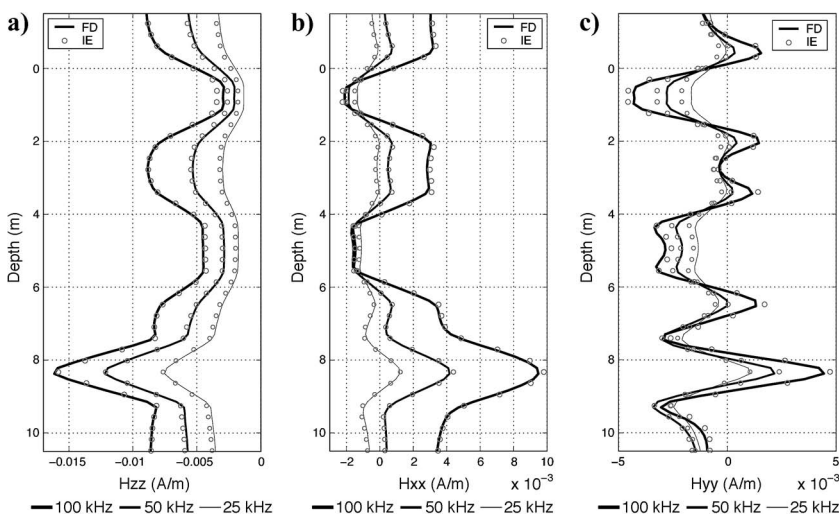 a)
FD
IE
0
2
4
6
8
10
Depth (m)
−0.015 −0.01 −0.005 0
Hzz (A/m)
100 kHz 50 kHz 25 kHz
b)
FD
IE
0
2
4
6
8
10
Depth (m)
−2 0 2 4 6 8 10
Hxx (A/m) x 10⁻³
100 kHz 50 kHz 25 kHz
c)
FD
IE
0
2
4
6
8
10
Depth (m)
−5 0 5
Hyy (A/m) x 10⁻³
100 kHz 50 kHz 25 kHz